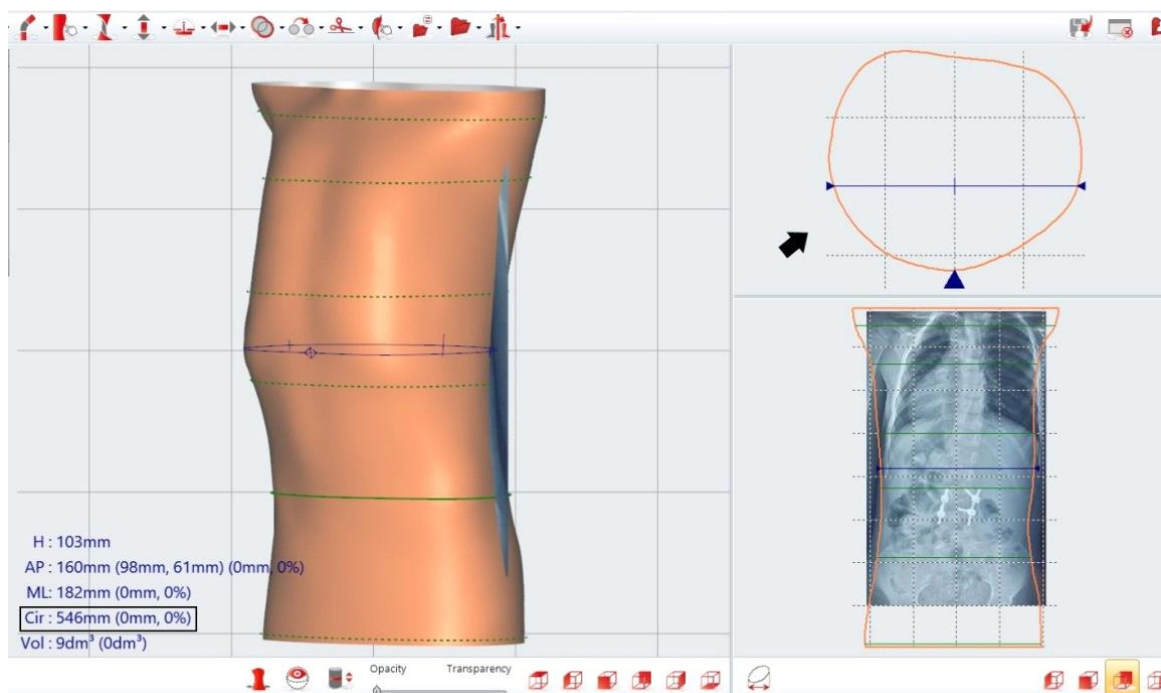 H : 103mm
AP : 160mm (98mm, 61mm) (0mm, 0%)
ML: 182mm (0mm, 0%)
Cir : 546mm (0mm, 0%)
Vol : 9dm³ (0dm³)
Opacity Transparency